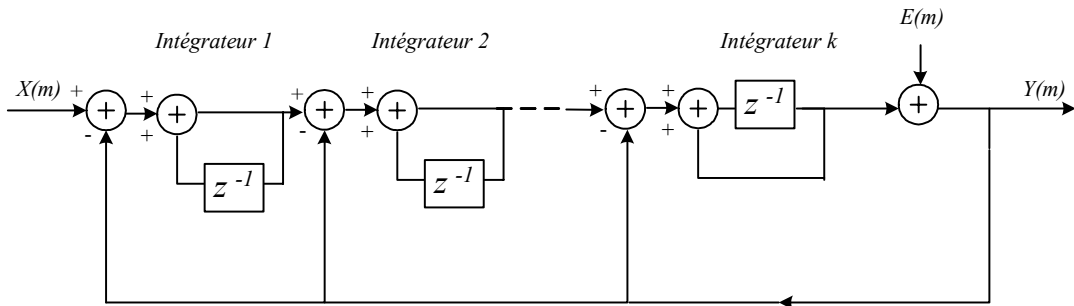 E(m)
Intégrateur 1
Intégrateur 2
Intégrateur k
X(m)
Y(m)
+
-
+
+
+
+
+
-
+
+
+
+
+
-
+
+
+
z -1
+
z -1
z -1